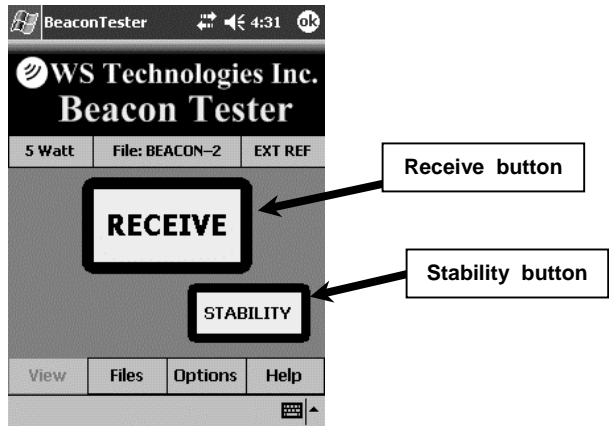 BeaconTester 4:31 ok
WS Technologies Inc.
Beacon Tester
5 Watt File: BEACON–2 EXT REF
Receive button
RECEIVE
Stability button
STABILITY
View Files Options Help